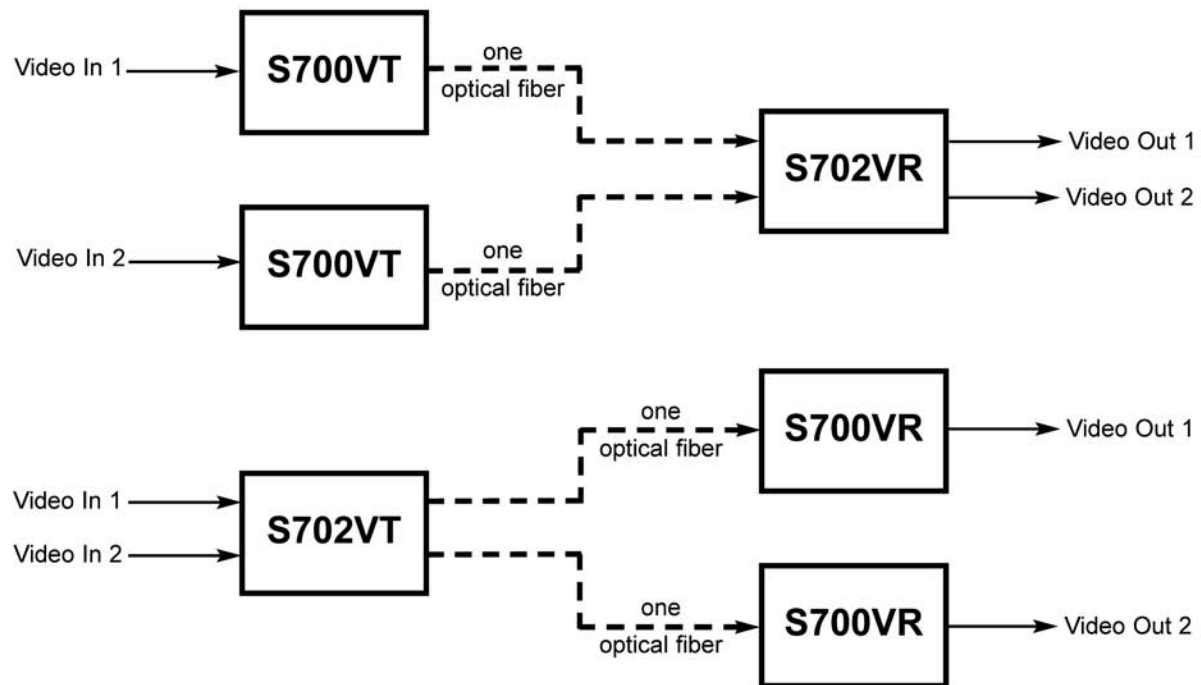 Video In 1
S700VT
one
optical fiber
S702VR
Video Out 1
Video Out 2
Video In 2
S700VT
one
optical fiber
Video In 1
Video In 2
S702VT
one
optical fiber
S700VR
Video Out 1
one
optical fiber
S700VR
Video Out 2